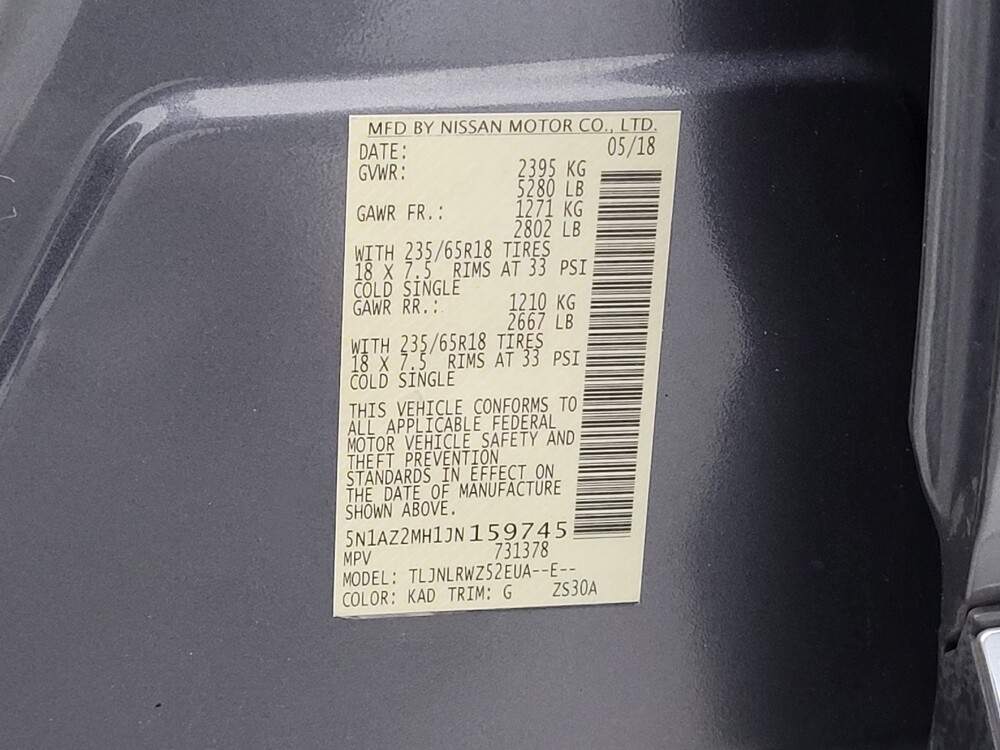 MFD BY NISSAN MOTOR CO., LTD.
DATE: 05/18
GVWR: 2395 KG
5280 LB
GAWR FR.: 1271 KG
2802 LB
WITH 235/65R18 TIRES
18 X 7.5 RIMS AT 33 PSI
COLD SINGLE
GAWR RR.: 1210 KG
2667 LB
WITH 235/65R18 TIRES
18 X 7.5 RIMS AT 33 PSI
COLD SINGLE
THIS VEHICLE CONFORMS TO
ALL APPLICABLE FEDERAL
MOTOR VEHICLE SAFETY AND
THEFT PREVENTION
STANDARDS IN EFFECT ON
THE DATE OF MANUFACTURE
SHOWN ABOVE.
5N1AZ2MH1JN159745
MPV 731378
MODEL: TLJNLRWZ52EUA--E--
COLOR: KAD TRIM: G ZS30A